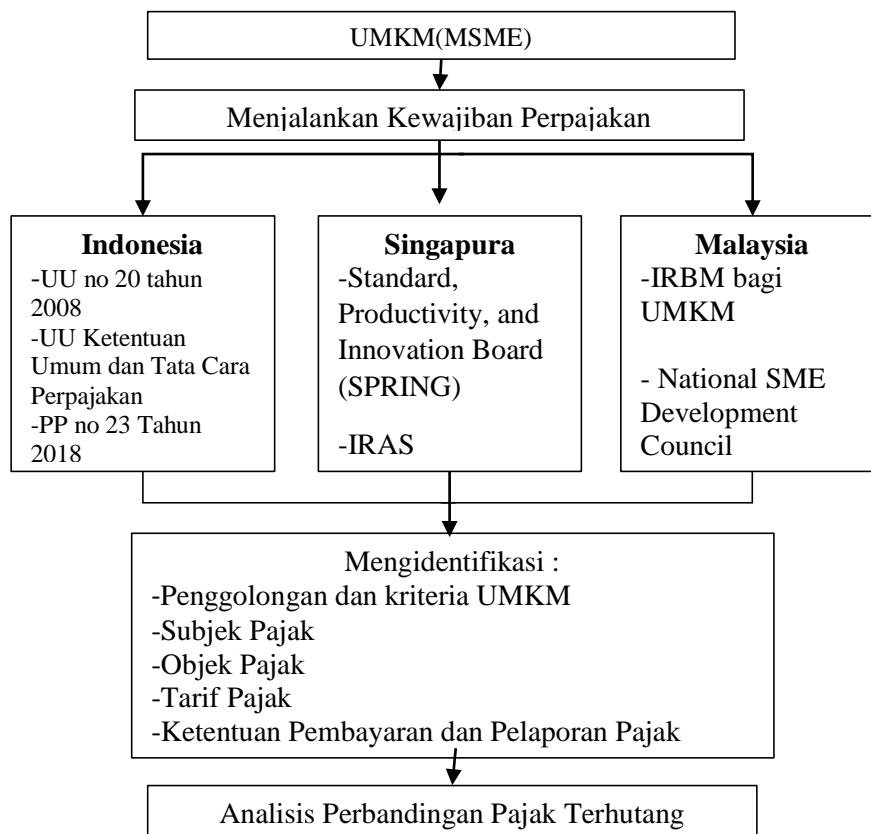 UMKM(MSME)
Menjalankan Kewajiban Perpajakan
Indonesia
-UU no 20 tahun
2008
-UU Ketentuan
Umum dan Tata Cara
Perpajakan
-PP no 23 Tahun
2018
Singapura
-Standard,
Productivity, and
Innovation Board
(SPRING)
-IRAS
Malaysia
-IRBM bagi
UMKM
- National SME
Development
Council
Mengidentifikasi :
-Penggolongan dan kriteria UMKM
-Subjek Pajak
-Objek Pajak
-Tarif Pajak
-Ketentuan Pembayaran dan Pelaporan Pajak
Analisis Perbandingan Pajak Terhutang